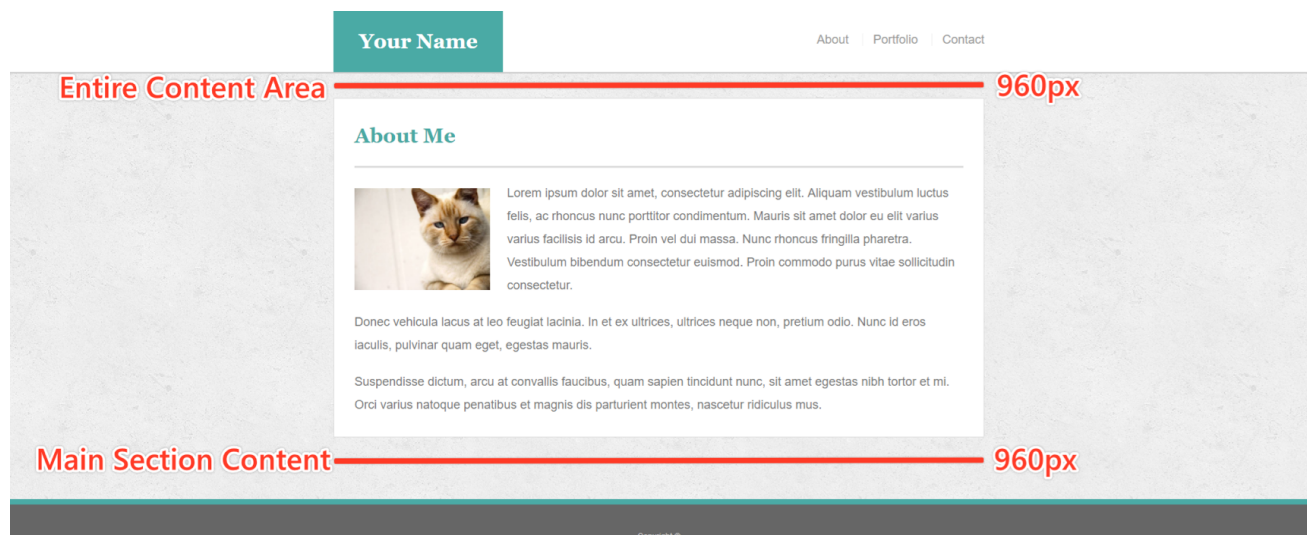 Your Name
About Portfolio Contact
Entire Content Area 960px
About Me
Lorem ipsum dolor sit amet, consectetur adipiscing elit. Aliquam vestibulum luctus
felis, ac rhoncus nunc porttitor condimentum. Mauris sit amet dolor eu elit varius
varius facilisis id arcu. Proin vel dui massa. Nunc rhoncus fringilla pharetra.
Vestibulum bibendum consectetur euismod. Proin commodo purus vitae sollicitudin
consectetur.
Donec vehicula lacus at leo feugiat lacinia. In et ex ultrices, ultrices neque non, pretium odio. Nunc id eros
iaculis, pulvinar quam eget, egestas mauris.
Suspendisse dictum, arcu at convallis faucibus, quam sapien tincidunt nunc, sit amet egestas nibh tortor et mi.
Orci varius natoque penatibus et magnis dis parturient montes, nascetur ridiculus mus.
Main Section Content 960px